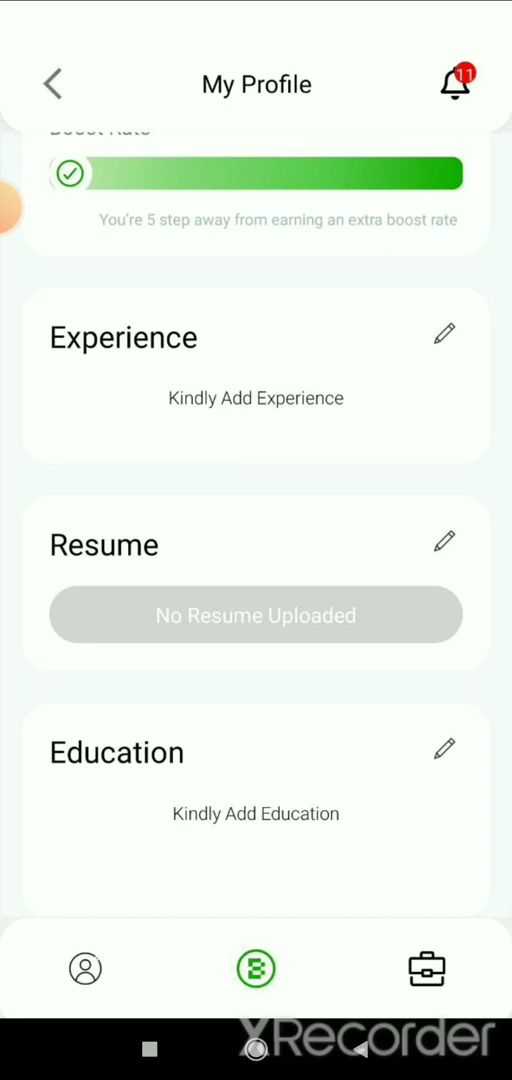 My Profile
11
Boost Rate
You're 5 step away from earning an extra boost rate
Experience
Kindly Add Experience
Resume
No Resume Uploaded
Education
Kindly Add Education
XRecorder